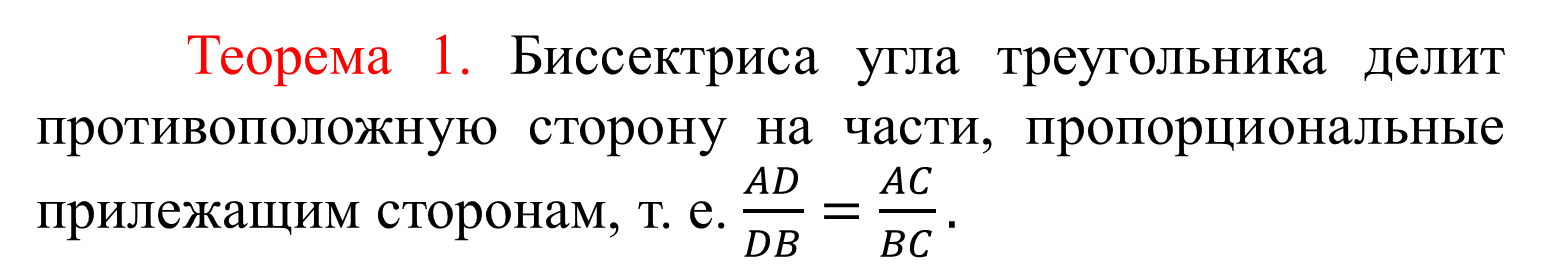 Теорема 1. Биссектриса угла треугольника делит
противоположную сторону на части, пропорциональные
прилежащим сторонам, т. е. AD/DB = AC/BC.